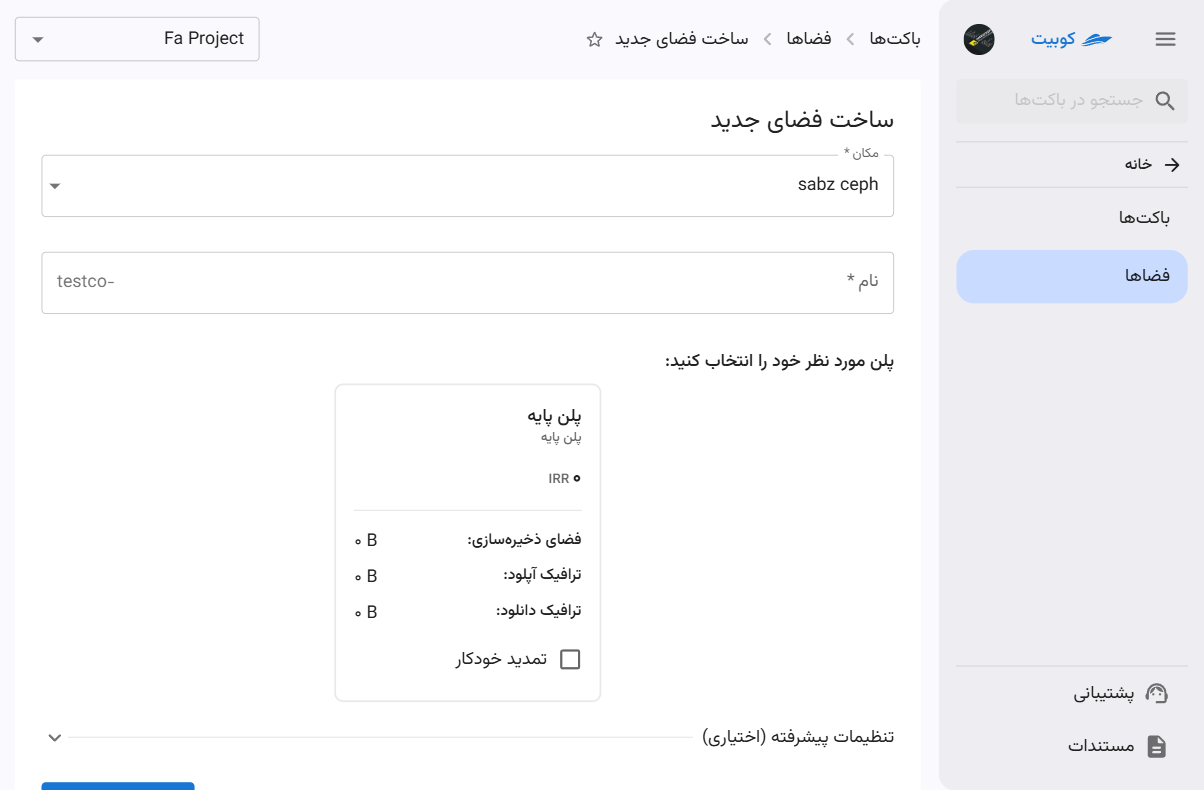 کوبیت
جستجو در باکت‌ها
خانه
باکت‌ها
فضاها
پشتیبانی
مستندات
باکت‌ها
فضاها
ساخت فضای جدید
Fa Project
ساخت فضای جدید
مکان *
sabz ceph
نام *
testco-
پلن مورد نظر خود را انتخاب کنید:
پلن پایه
پلن پایه
۰ IRR
فضای ذخیره‌سازی: ۰ B
ترافیک آپلود: ۰ B
ترافیک دانلود: ۰ B
تمدید خودکار
تنظیمات پیشرفته (اختیاری)